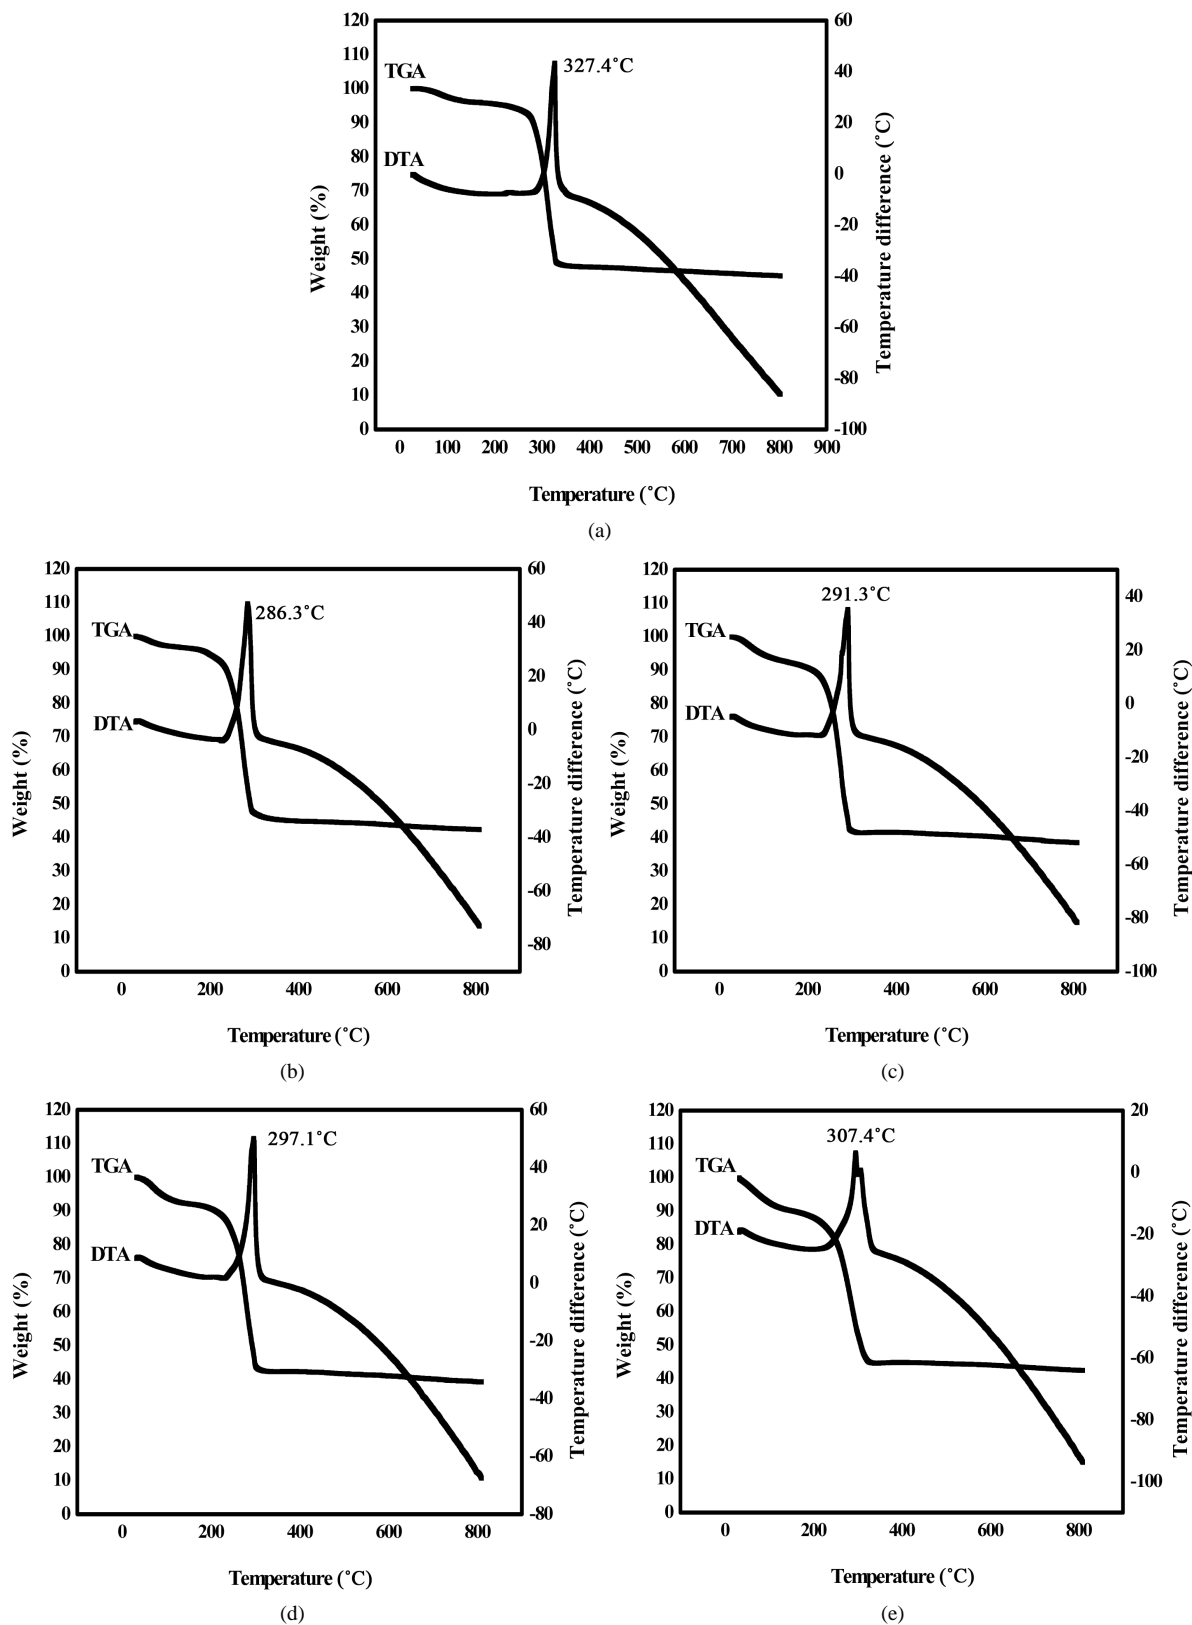 120
110
100
90
80
70
60
50
40
30
20
10
0
60
40
20
0
-20
-40
-60
-80
-100
TGA
DTA
327.4˚C
Weight (%)
Temperature difference (˚C)
0 100 200 300 400 500 600 700 800 900
Temperature (˚C)
(a)
120
110
100
90
80
70
60
50
40
30
20
10
0
60
40
20
0
-20
-40
-60
-80
TGA
DTA
286.3˚C
Weight (%)
Temperature difference (˚C)
0 200 400 600 800
Temperature (˚C)
(b)
120
110
100
90
80
70
60
50
40
30
20
10
0
40
20
0
-20
-40
-60
-80
-100
TGA
DTA
291.3˚C
Weight (%)
Temperature difference (˚C)
0 200 400 600 800
Temperature (˚C)
(c)
120
110
100
90
80
70
60
50
40
30
20
10
0
60
40
20
0
-20
-40
-60
-80
TGA
DTA
297.1˚C
Weight (%)
Temperature difference (˚C)
0 200 400 600 800
Temperature (˚C)
(d)
120
110
100
90
80
70
60
50
40
30
20
10
0
20
0
-20
-40
-60
-80
-100
TGA
DTA
307.4˚C
Weight (%)
Temperature difference (˚C)
0 200 400 600 800
Temperature (˚C)
(e)